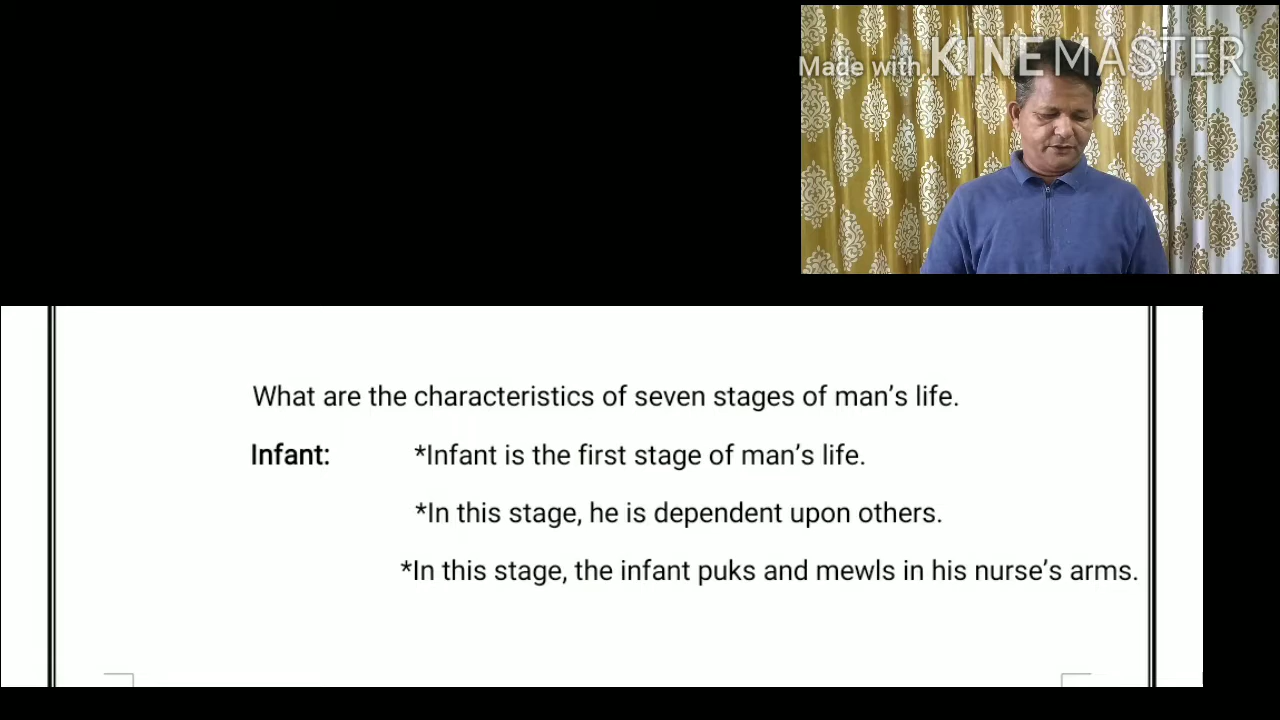 Made with KINEMASTER
What are the characteristics of seven stages of man’s life.
Infant: *Infant is the first stage of man’s life.
*In this stage, he is dependent upon others.
*In this stage, the infant puks and mewls in his nurse’s arms.